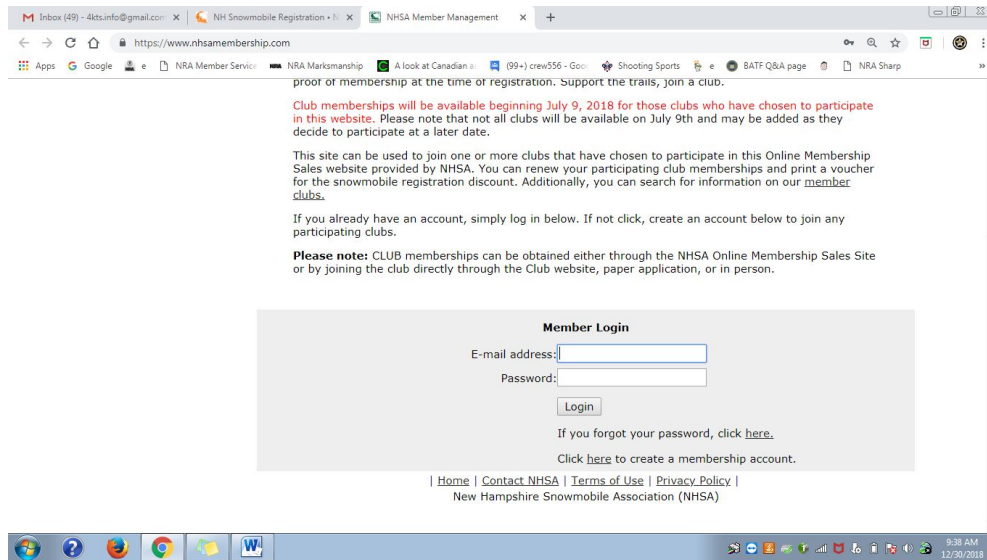 Inbox (49) - 4kts.info@gmail.com
NH Snowmobile Registration • N
NHSA Member Management
https://www.nhsamembership.com
Apps
Google
e
NRA Member Service
NRA Marksmanship
A look at Canadian a
(99+) crew556 - Goo
Shooting Sports
e
BATF Q&A page
NRA Sharp
proof of membership at the time of registration. Support the trails, join a club.
Club memberships will be available beginning July 9, 2018 for those clubs who have chosen to participate
in this website. Please note that not all clubs will be available on July 9th and may be added as they
decide to participate at a later date.
This site can be used to join one or more clubs that have chosen to participate in this Online Membership
Sales website provided by NHSA. You can renew your participating club memberships and print a voucher
for the snowmobile registration discount. Additionally, you can search for information on our member
clubs.
If you already have an account, simply log in below. If not click, create an account below to join any
participating clubs.
Please note: CLUB memberships can be obtained either through the NHSA Online Membership Sales Site
or by joining the club directly through the Club website, paper application, or in person.
Member Login
E-mail address:
Password:
Login
If you forgot your password, click here.
Click here to create a membership account.
| Home | Contact NHSA | Terms of Use | Privacy Policy |
New Hampshire Snowmobile Association (NHSA)
9:38 AM
12/30/2018